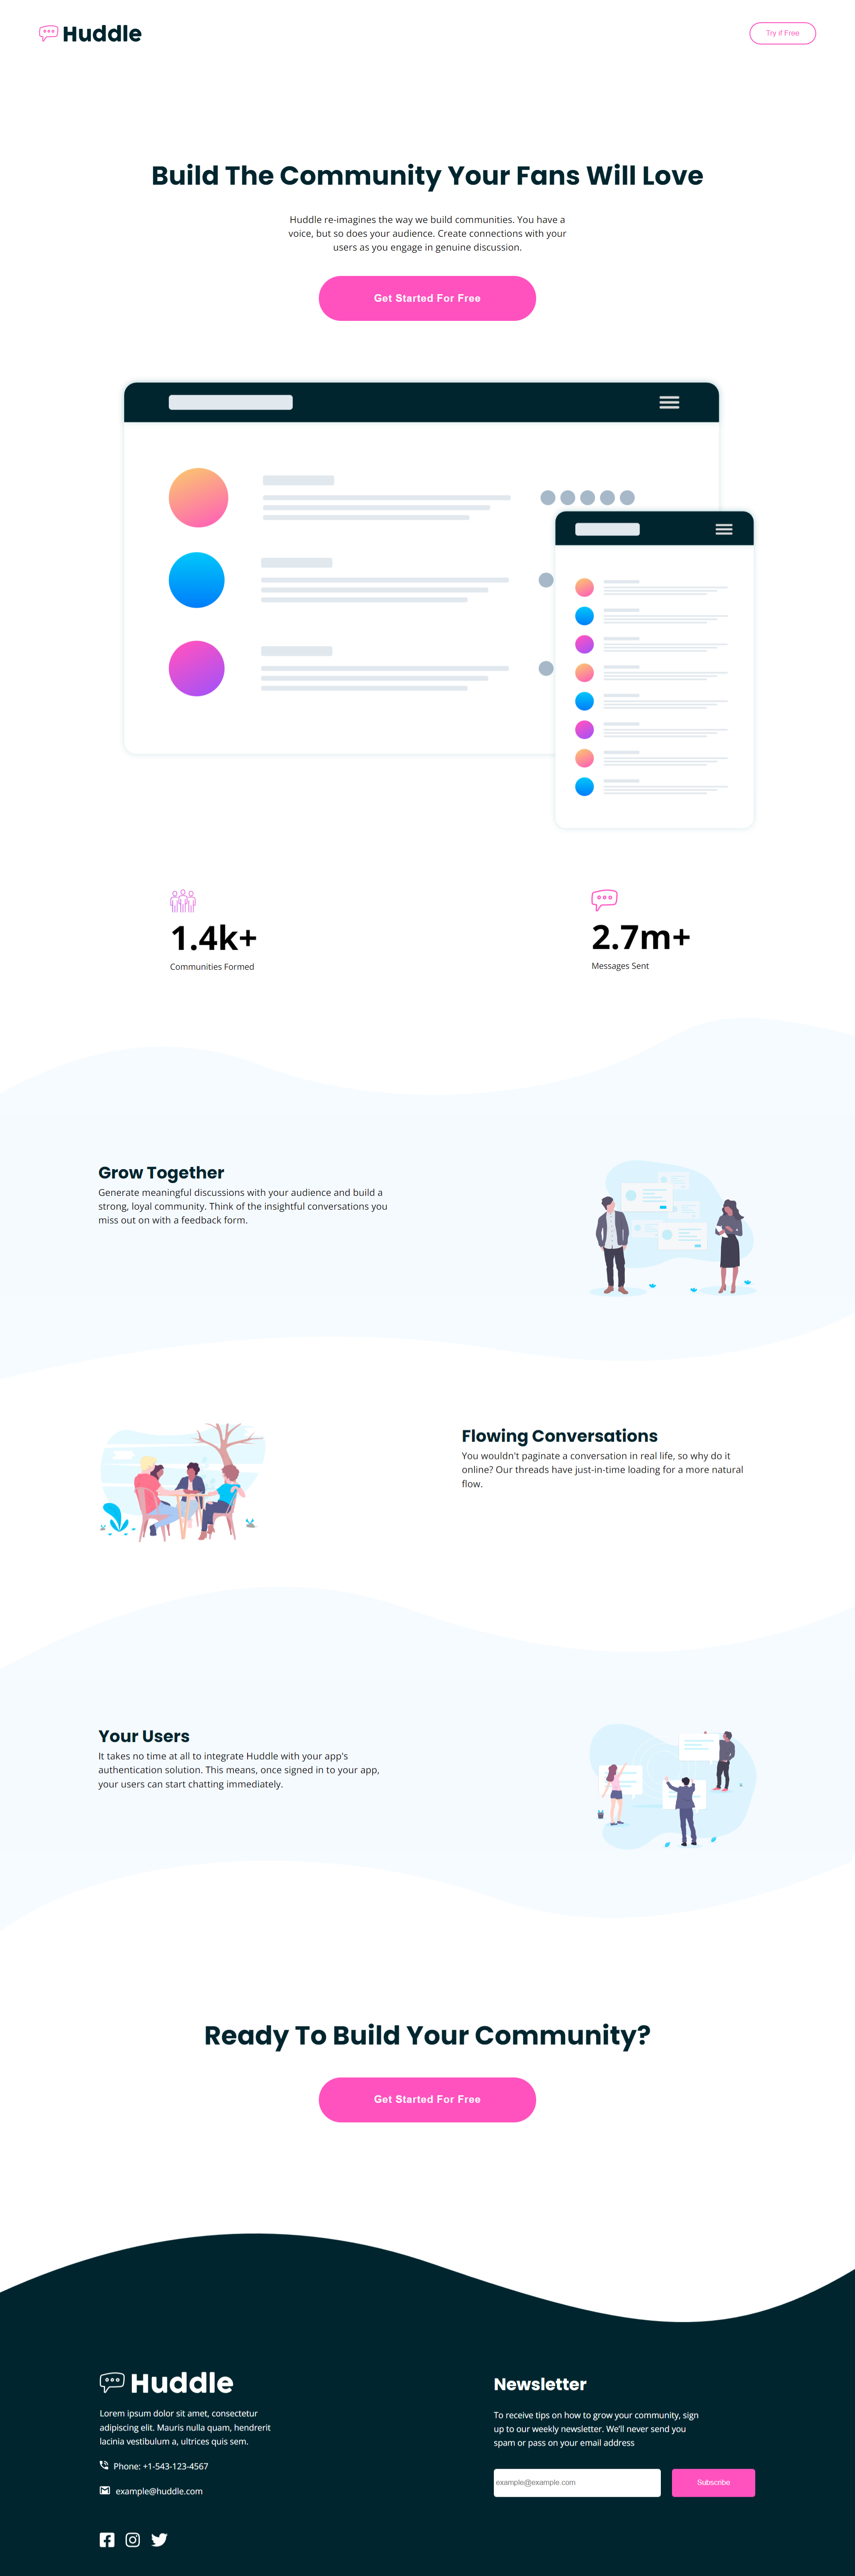 Huddle
Try if Free
Build The Community Your Fans Will Love
Huddle re-imagines the way we build communities. You have a
voice, but so does your audience. Create connections with your
users as you engage in genuine discussion.
Get Started For Free
1.4k+
Communities Formed
2.7m+
Messages Sent
Grow Together
Generate meaningful discussions with your audience and build a
strong, loyal community. Think of the insightful conversations you
miss out on with a feedback form.
Flowing Conversations
You wouldn't paginate a conversation in real life, so why do it
online? Our threads have just-in-time loading for a more natural
flow.
Your Users
It takes no time at all to integrate Huddle with your app's
authentication solution. This means, once signed in to your app,
your users can start chatting immediately.
Ready To Build Your Community?
Get Started For Free
Huddle
Lorem ipsum dolor sit amet, consectetur
adipiscing elit. Mauris nulla quam, hendrerit
lacinia vestibulum a, ultrices quis sem.
Phone: +1-543-123-4567
example@huddle.com
Newsletter
To receive tips on how to grow your community, sign
up to our weekly newsletter. We'll never send you
spam or pass on your email address
example@example.com
Subscribe